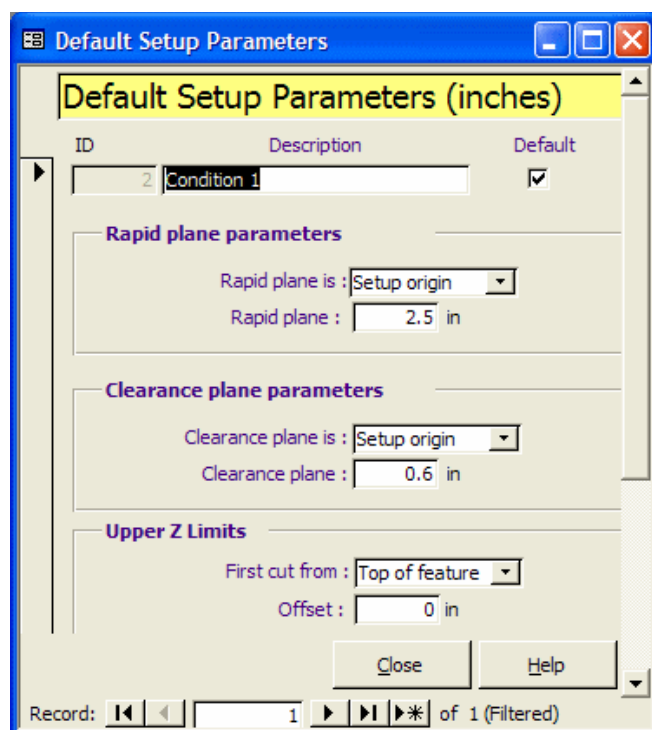 Default Setup Parameters
Default Setup Parameters (inches)
ID Description Default
2 Condition 1
Rapid plane parameters
Rapid plane is : Setup origin
Rapid plane : 2.5 in
Clearance plane parameters
Clearance plane is : Setup origin
Clearance plane : 0.6 in
Upper Z Limits
First cut from : Top of feature
Offset : 0 in
Close Help
Record: 1 of 1 (Filtered)